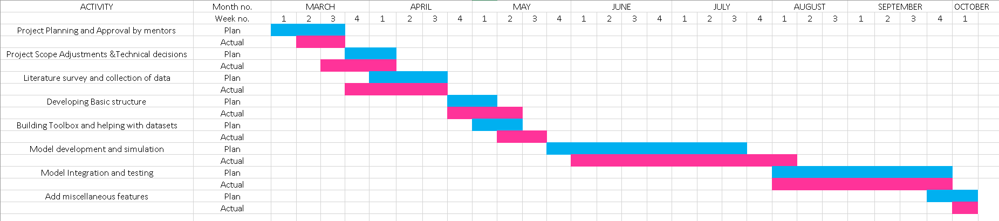 ACTIVITY Month no. MARCH APRIL MAY JUNE JULY AUGUST SEPTEMBER OCTOBER
Week no. 1 2 3 4 1 2 3 4 1 2 3 4 1 2 3 4 1 2 3 4 1 2 3 1 2 3 4 1
Project Planning and Approval by mentors Plan
Actual
Project Scope Adjustments &Technical decisions Plan
Actual
Literature survey and collection of data Plan
Actual
Developing Basic structure Plan
Actual
Building Toolbox and helping with datasets Plan
Actual
Model development and simulation Plan
Actual
Model Integration and testing Plan
Actual
Add miscellaneous features Plan
Actual